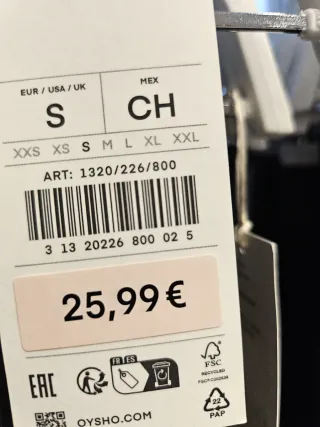 EUR / USA / UK MEX
S CH
XXS XS S M L XL XXL
ART: 1320/226/800
3 13 20226 800 02 5
25,99 €
FR ES
EAC
FSC
RECYCLED
22
PAP
OYSHO.COM